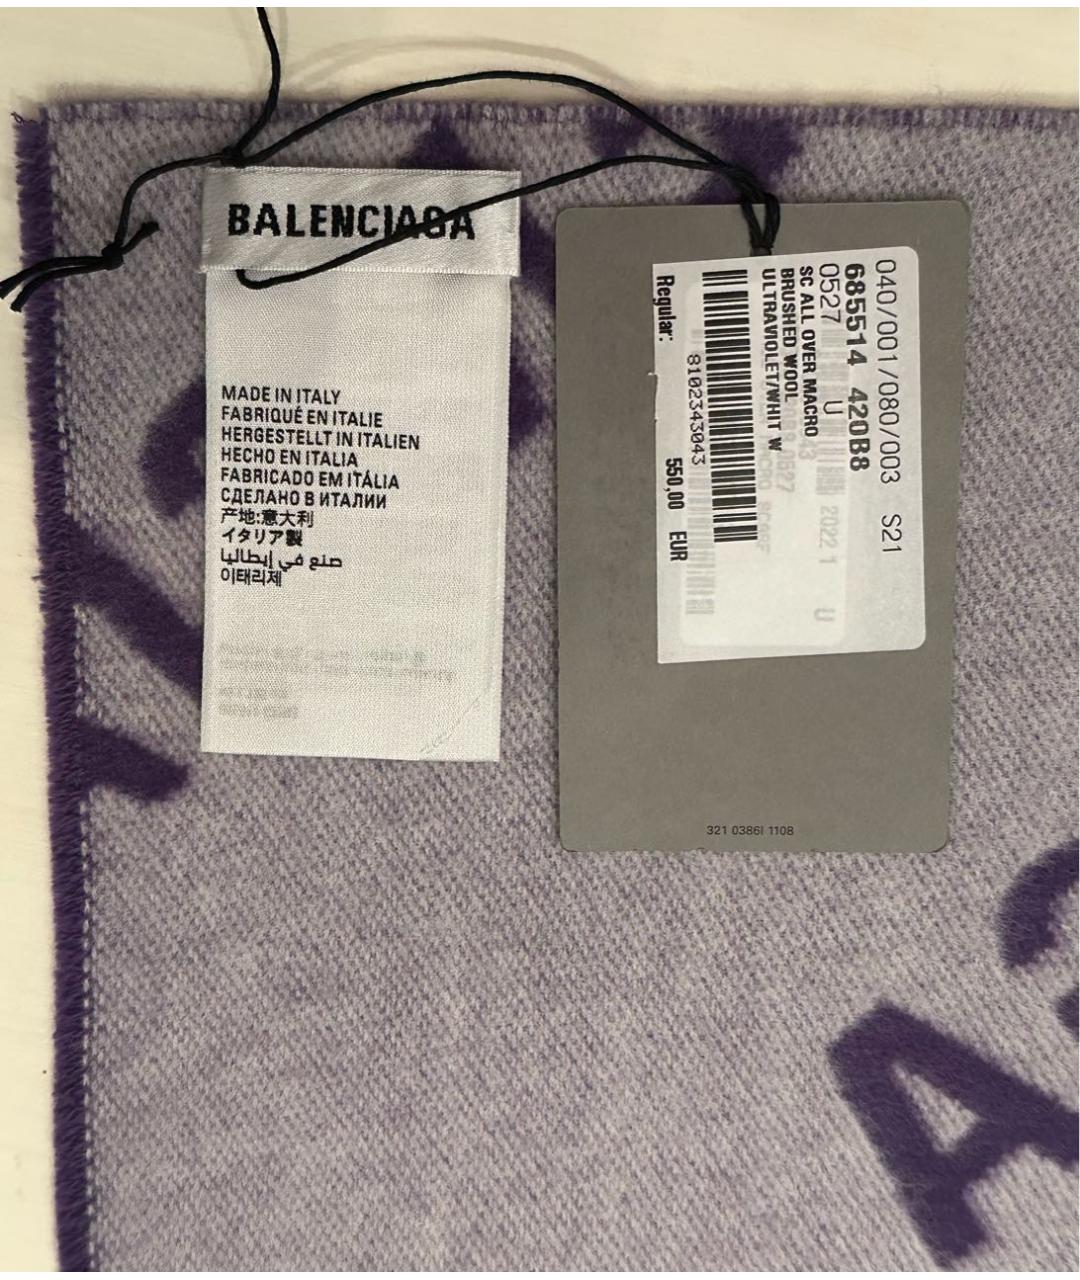 BALENCIAGA
MADE IN ITALY
FABRIQUÉ EN ITALIE
HERGESTELLT IN ITALIEN
HECHO EN ITALIA
FABRICADO EM ITÁLIA
СДЕЛАНО В ИТАЛИИ
产地:意大利
イタリア製
صنع في إيطاليا
이태리제
040/001/080/003 S21
685514 420B8
0527 U
SC ALL OVER MACRO
BRUSHED WOOL
ULTRAVIOLET/WHIT W
8102343043
Regular: 550,00 EUR
2022 1 U
321 0386I 1108
A